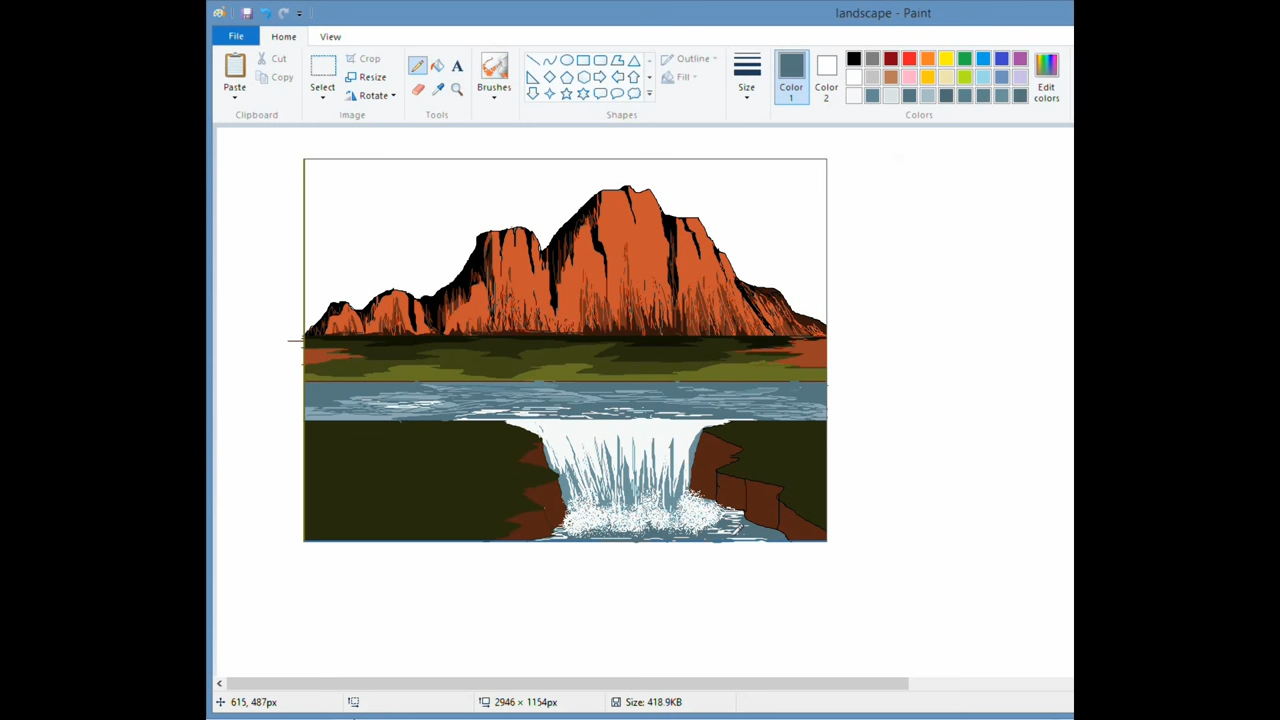 landscape - Paint
File Home View
Paste
Cut
Copy
Clipboard
Select
Crop
Resize
Rotate
Image
A
Tools
Brushes
Outline
Fill
Shapes
Size
Color
1
Color
2
Edit
colors
Colors
615, 487px
2946 × 1154px
Size: 418.9KB